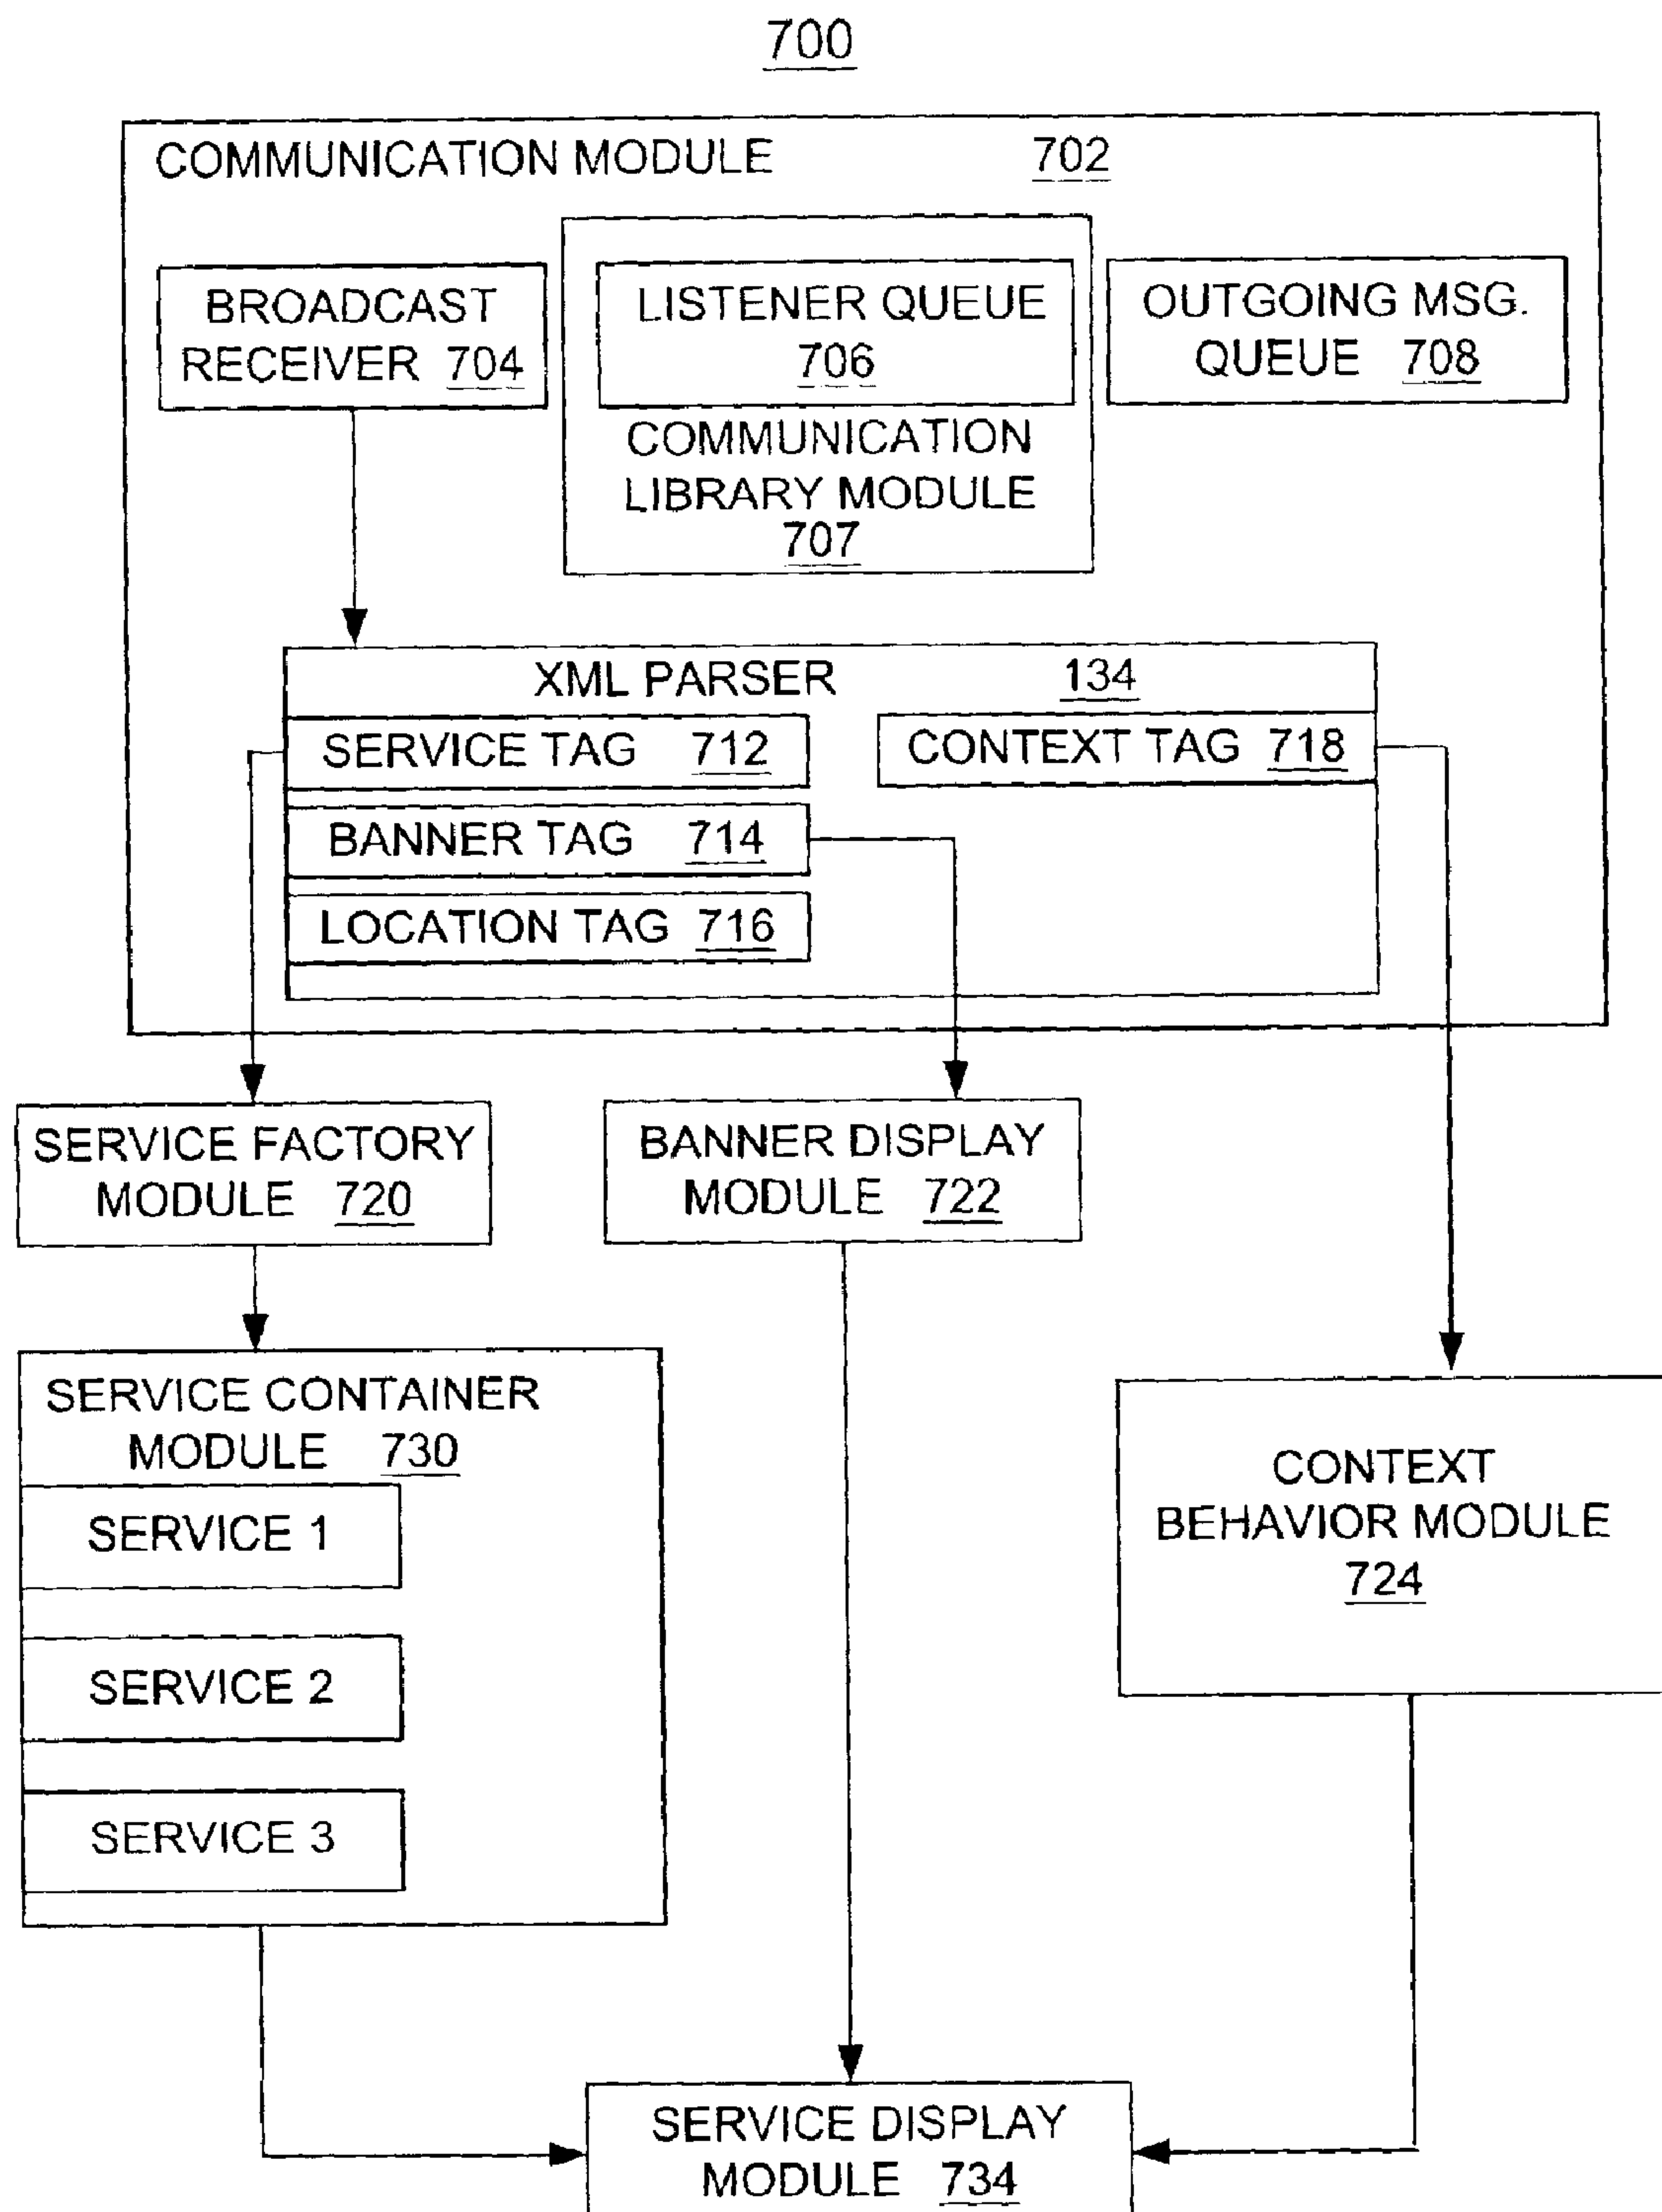 700
COMMUNICATION MODULE 702
BROADCAST
RECEIVER 704
LISTENER QUEUE
706
COMMUNICATION
LIBRARY MODULE
707
OUTGOING MSG.
QUEUE 708
XML PARSER 134
SERVICE TAG 712
CONTEXT TAG 718
BANNER TAG 714
LOCATION TAG 716
SERVICE FACTORY
MODULE 720
BANNER DISPLAY
MODULE 722
SERVICE CONTAINER
MODULE 730
SERVICE 1
SERVICE 2
SERVICE 3
CONTEXT
BEHAVIOR MODULE
724
SERVICE DISPLAY
MODULE 734